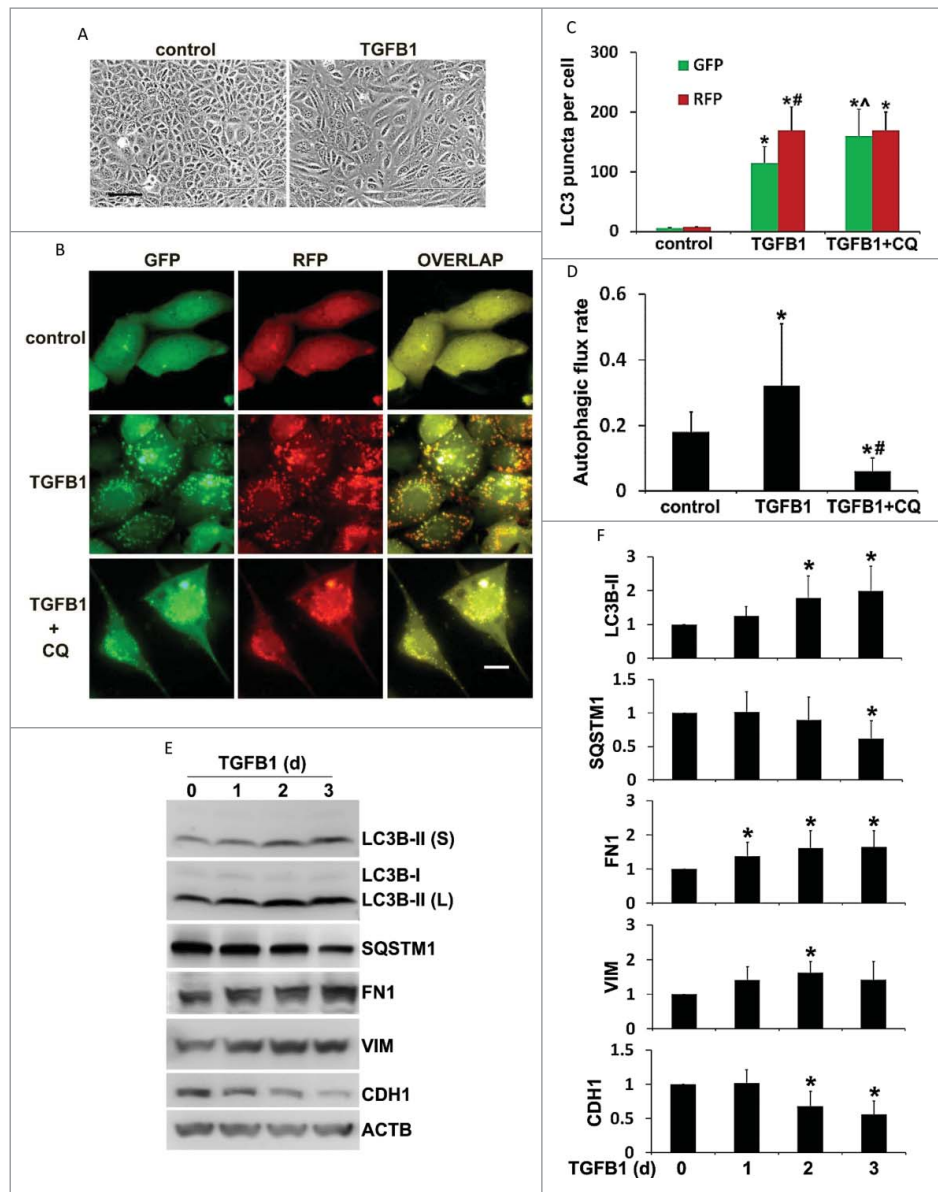 A
control TGFB1
B
GFP RFP OVERLAP
control
TGFB1
TGFB1
+
CQ
C
300
200
100
0
LC3 puncta per cell
GFP
RFP
*
*#
*^
*
control TGFB1 TGFB1+CQ
D
0.6
0.4
0.2
0
Autophagic flux rate
*
*#
control TGFB1 TGFB1+CQ
E
TGFB1 (d)
0 1 2 3
LC3B-II (S)
LC3B-I
LC3B-II (L)
SQSTM1
FN1
VIM
CDH1
ACTB
F
LC3B-II
3
2
1
0
* *
SQSTM1
1.5
1
0.5
0
*
FN1
3
2
1
0
* * *
VIM
3
2
1
0
*
CDH1
1.5
1
0.5
0
* *
TGFB1 (d) 0 1 2 3